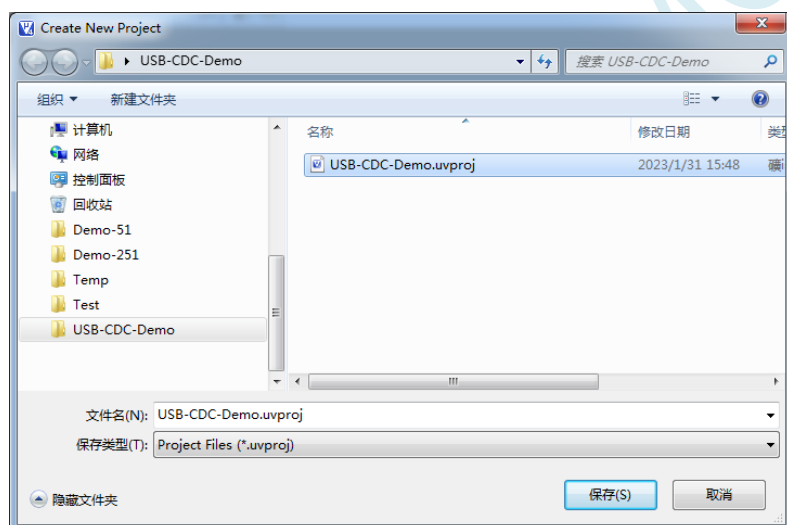 Create New Project
USB-CDC-Demo
搜索 USB-CDC-Demo
组织 新建文件夹
计算机
网络
控制面板
回收站
Demo-51
Demo-251
Temp
Test
USB-CDC-Demo
名称 修改日期
USB-CDC-Demo.uvproj 2023/1/31 15:48
文件名(N): USB-CDC-Demo.uvproj
保存类型(T): Project Files (*.uvproj)
隐藏文件夹 保存(S) 取消